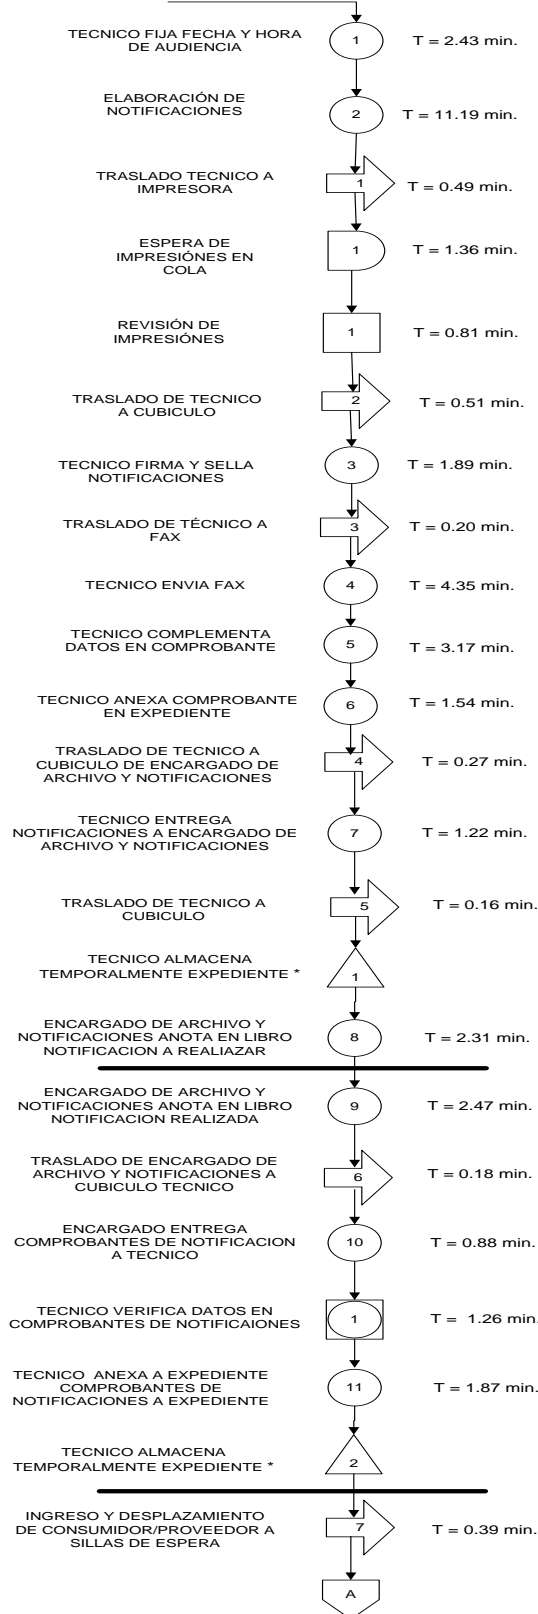 TECNICO FIJA FECHA Y HORA
DE AUDIENCIA
1
T = 2.43 min.
ELABORACIÓN DE
NOTIFICACIONES
2
T = 11.19 min.
TRASLADO TECNICO A
IMPRESORA
1
T = 0.49 min.
ESPERA DE
IMPRESIÓNES EN
COLA
1
T = 1.36 min.
REVISIÓN DE
IMPRESIÓNES
1
T = 0.81 min.
TRASLADO DE TECNICO
A CUBICULO
2
T = 0.51 min.
TECNICO FIRMA Y SELLA
NOTIFICACIONES
3
T = 1.89 min.
TRASLADO DE TÉCNICO A
FAX
3
T = 0.20 min.
TECNICO ENVIA FAX
4
T = 4.35 min.
TECNICO COMPLEMENTA
DATOS EN COMPROBANTE
5
T = 3.17 min.
TECNICO ANEXA COMPROBANTE
EN EXPEDIENTE
6
T = 1.54 min.
TRASLADO DE TECNICO A
CUBICULO DE ENCARGADO DE
ARCHIVO Y NOTIFICACIONES
4
T = 0.27 min.
TECNICO ENTREGA
NOTIFICACIONES A ENCARGADO DE
ARCHIVO Y NOTIFICACIONES
7
T = 1.22 min.
TRASLADO DE TECNICO A
CUBICULO
5
T = 0.16 min.
TECNICO ALMACENA
TEMPORALMENTE EXPEDIENTE *
1
ENCARGADO DE ARCHIVO Y
NOTIFICACIONES ANOTA EN LIBRO
NOTIFICACION A REALIAZAR
8
T = 2.31 min.
ENCARGADO DE ARCHIVO Y
NOTIFICACIONES ANOTA EN LIBRO
NOTIFICACION REALIZADA
9
T = 2.47 min.
TRASLADO DE ENCARGADO DE
ARCHIVO Y NOTIFICACIONES A
CUBICULO TECNICO
6
T = 0.18 min.
ENCARGADO ENTREGA
COMPROBANTES DE NOTIFICACION
A TECNICO
10
T = 0.88 min.
TECNICO VERIFICA DATOS EN
COMPROBANTES DE NOTIFICAIONES
1
T = 1.26 min.
TECNICO ANEXA A EXPEDIENTE
COMPROBANTES DE
NOTIFICACIONES A EXPEDIENTE
11
T = 1.87 min.
TECNICO ALMACENA
TEMPORALMENTE EXPEDIENTE *
2
INGRESO Y DESPLAZAMIENTO
DE CONSUMIDOR/PROVEEDOR A
SILLAS DE ESPERA
7
T = 0.39 min.
A